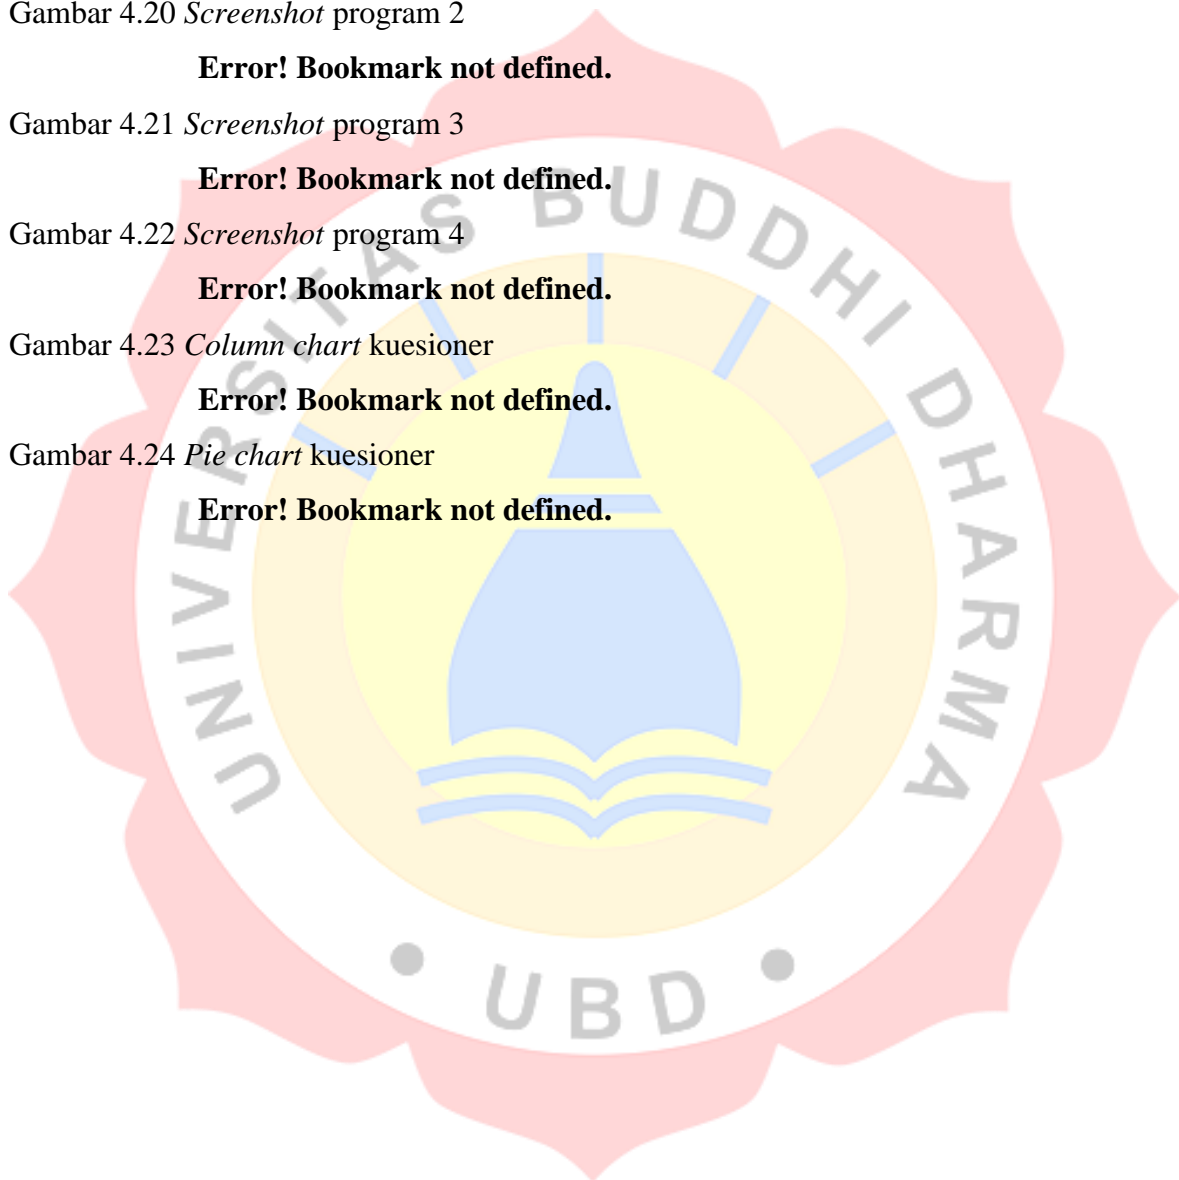 Gambar 4.20 Screenshot program 2
Error! Bookmark not defined.
Gambar 4.21 Screenshot program 3
Error! Bookmark not defined.
Gambar 4.22 Screenshot program 4
Error! Bookmark not defined.
Gambar 4.23 Column chart kuesioner
Error! Bookmark not defined.
Gambar 4.24 Pie chart kuesioner
Error! Bookmark not defined.
UNIVERSITAS BUDDHI DHARMA
• UBD •